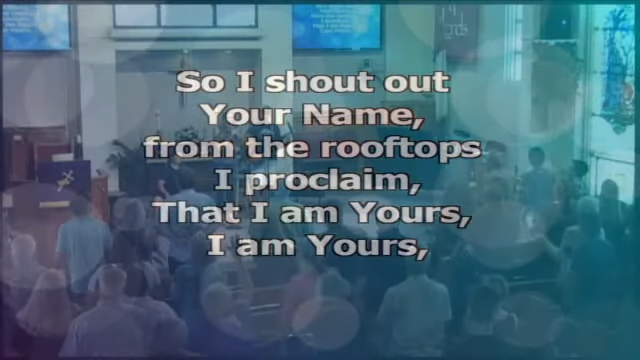 So I shout out
Your Name,
from the rooftops
I proclaim,
That I am Yours,
I am Yours,